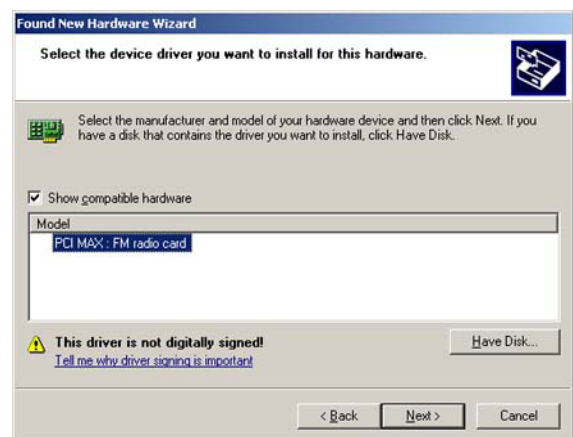 Found New Hardware Wizard
Select the device driver you want to install for this hardware.
Select the manufacturer and model of your hardware device and then click Next. If you
have a disk that contains the driver you want to install, click Have Disk.
Show compatible hardware
Model
PCI MAX : FM radio card
This driver is not digitally signed!
Tell me why driver signing is important
Have Disk...
< Back
Next >
Cancel